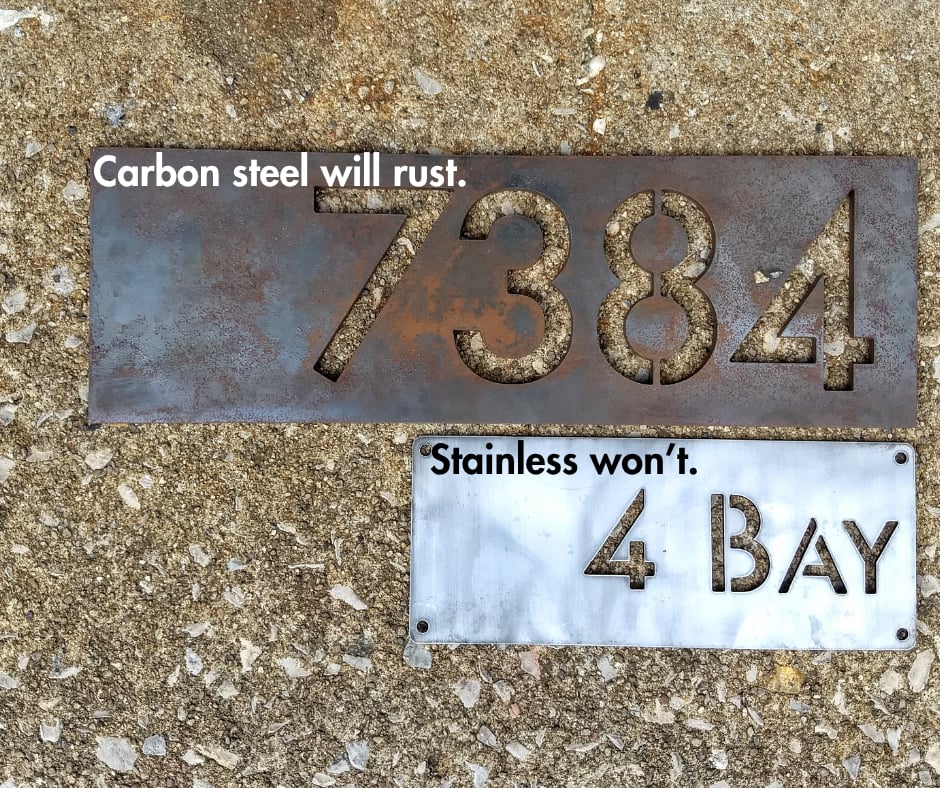 Carbon steel will rust.
7384
Stainless won't.
4 BAY